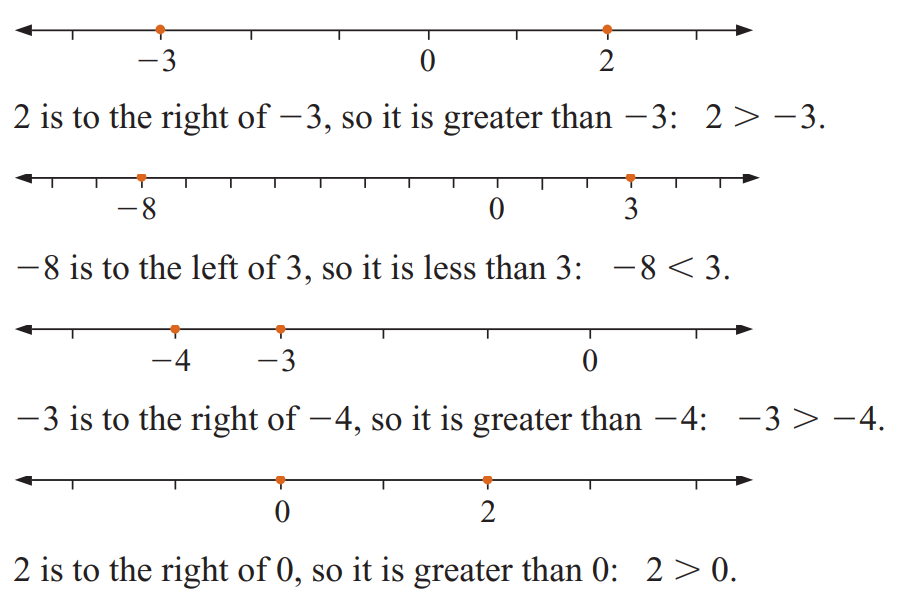 −3 0 2
2 is to the right of −3, so it is greater than −3: 2 > −3.
−8 0 3
−8 is to the left of 3, so it is less than 3: −8 < 3.
−4 −3 0
−3 is to the right of −4, so it is greater than −4: −3 > −4.
0 2
2 is to the right of 0, so it is greater than 0: 2 > 0.